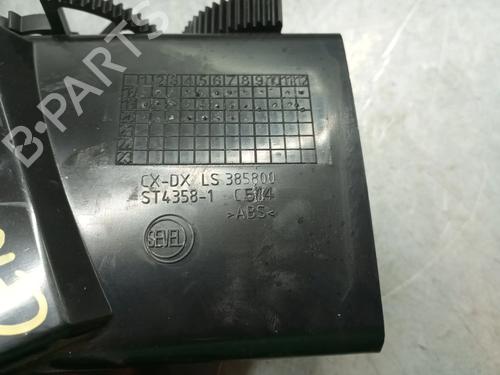 1 2 3 4 5 6 7 8 9 10 11 12
CX-DX LS 385800
ST4358-1 C504
>ABS<
SEVEL
B-PARTS